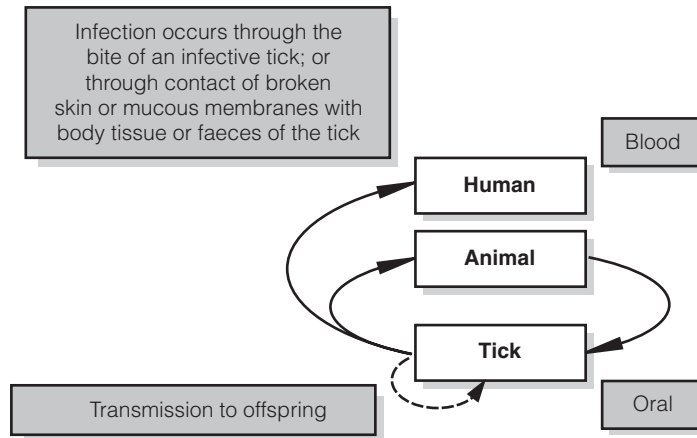 Infection occurs through the
bite of an infective tick; or
through contact of broken
skin or mucous membranes with
body tissue or faeces of the tick
Blood
Human
Animal
Tick
Transmission to offspring
Oral